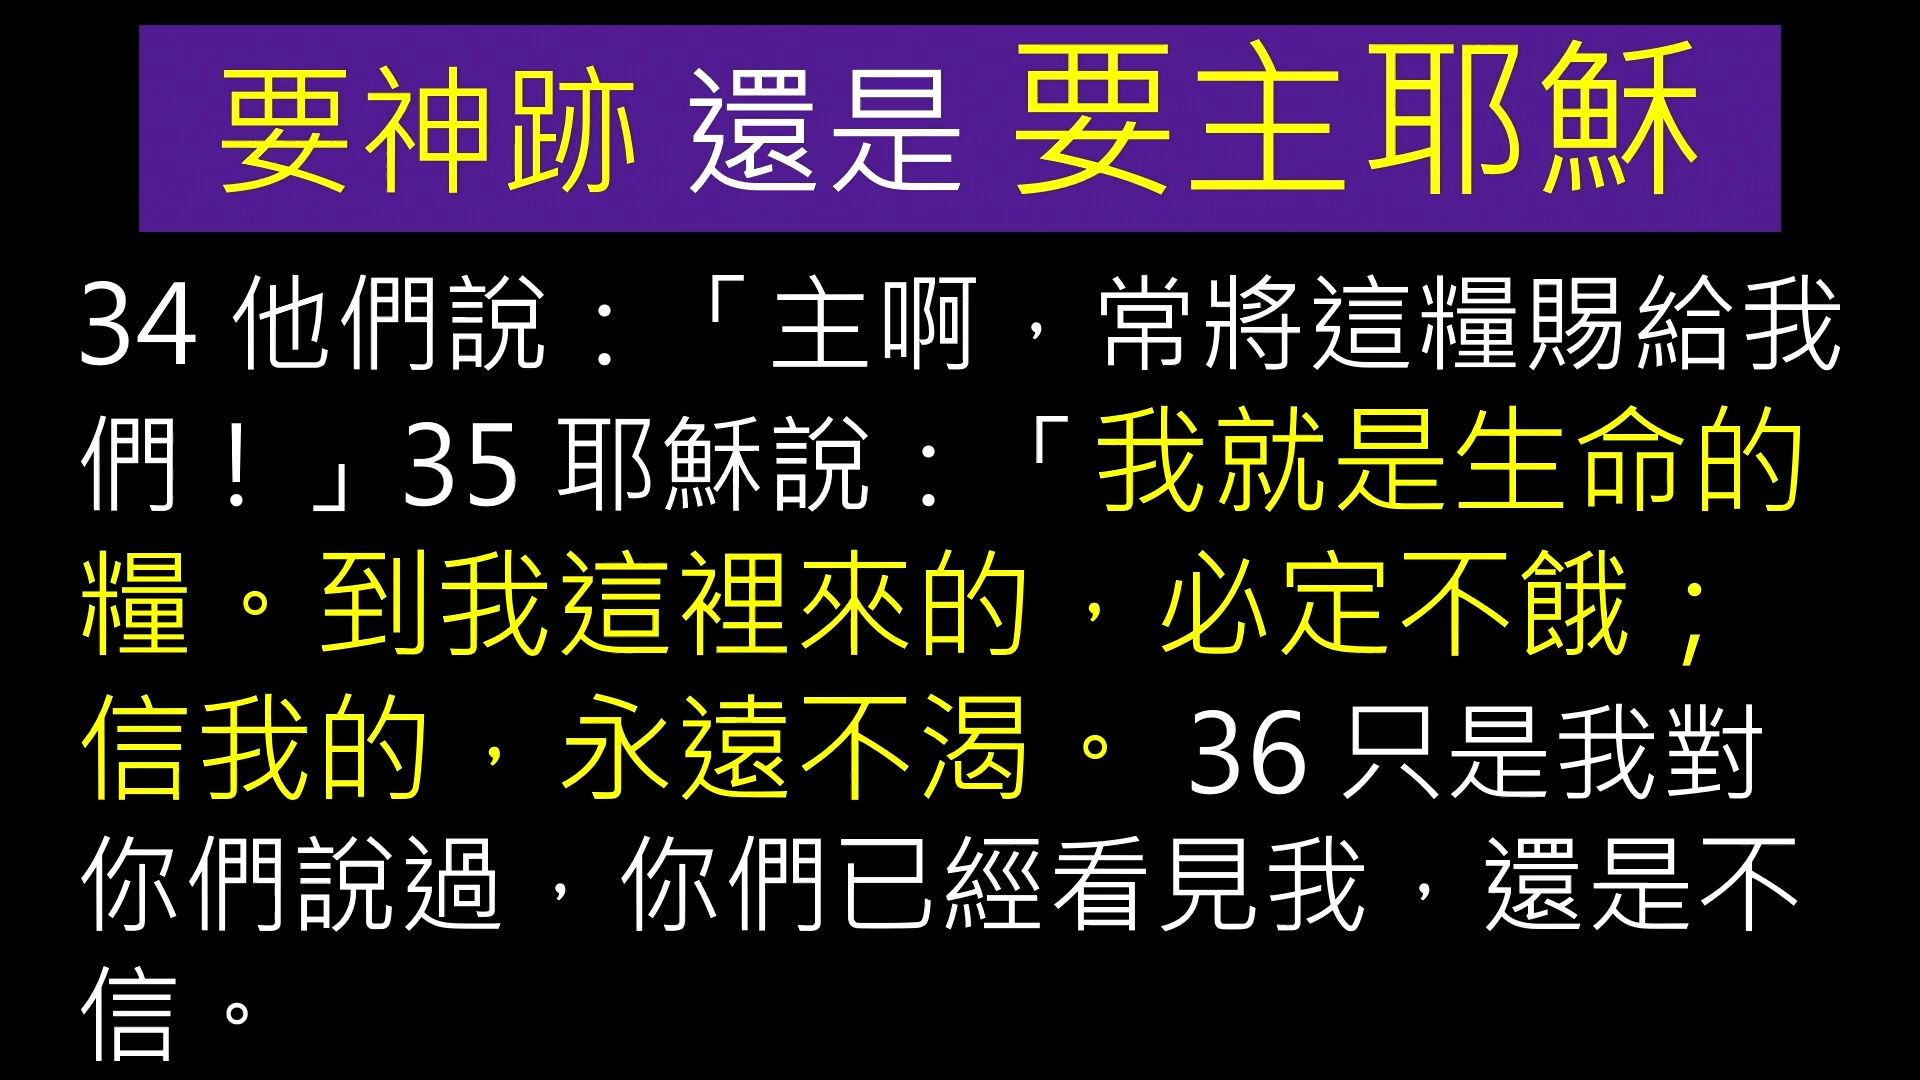 要神跡 還是 要主耶穌
34 他們說：「主啊，常將這糧賜給我
們！」35 耶穌說：「我就是生命的
糧。到我這裡來的，必定不餓；
信我的，永遠不渴。 36 只是我對
你們說過，你們已經看見我，還是不
信。